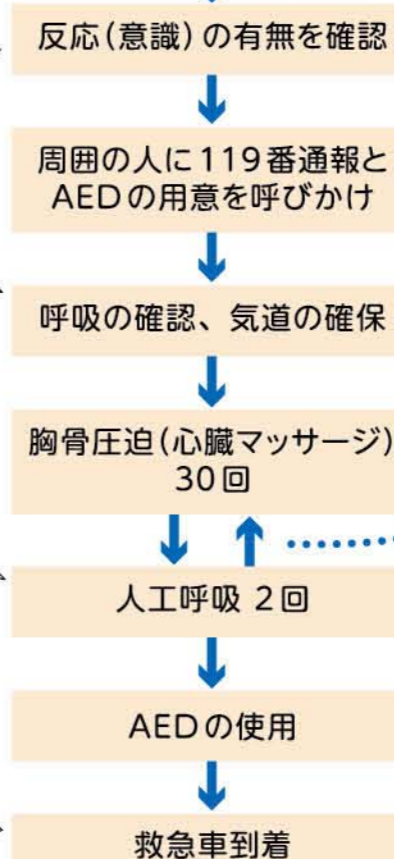 反応(意識)の有無を確認
周囲の人に119番通報と
AEDの用意を呼びかけ
呼吸の確認、気道の確保
胸骨圧迫(心臓マッサージ)
30回
人工呼吸 2回
AEDの使用
救急車到着